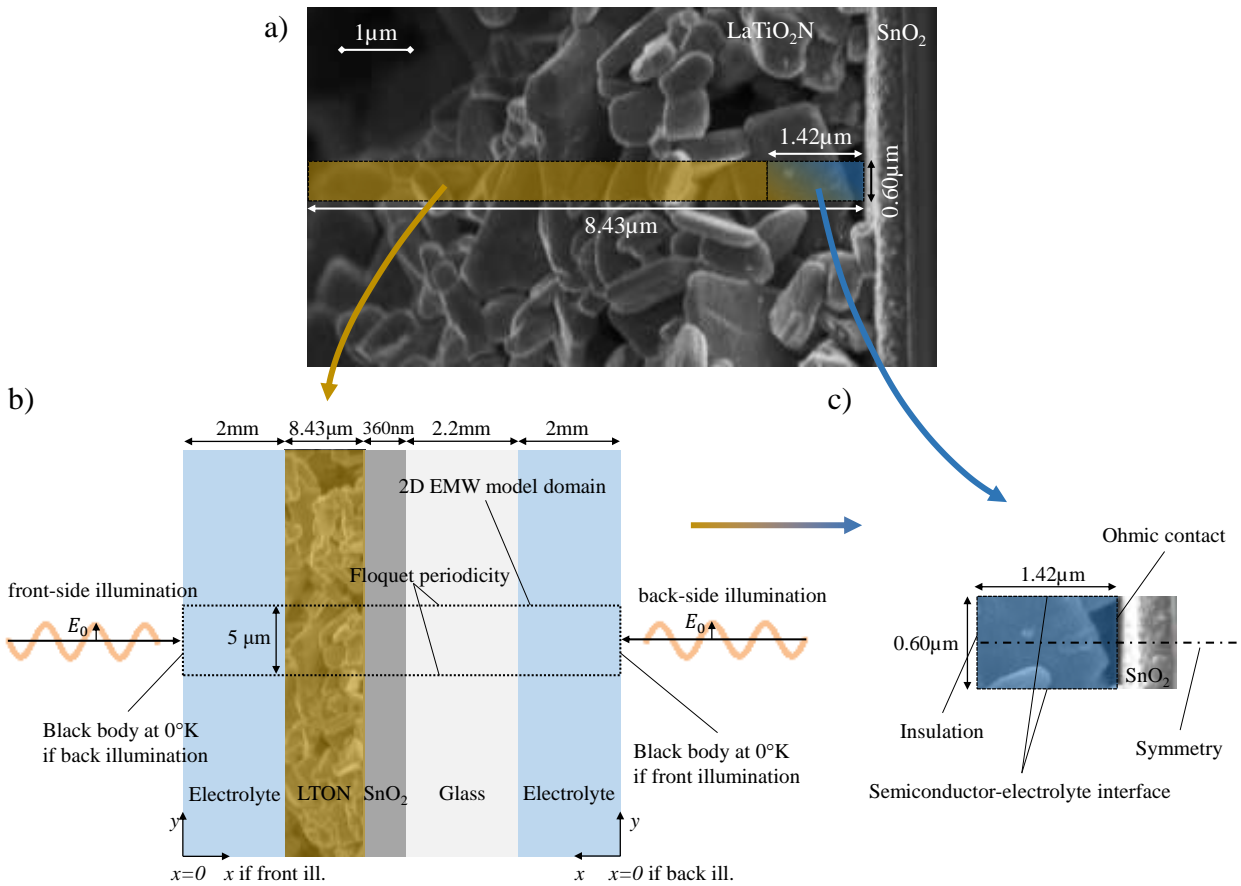 a)
1µm
LaTiO₂N
SnO₂
1.42µm
0.60µm
8.43µm
b)
2mm
8.43µm
360nm
2.2mm
2mm
2D EMW model domain
Floquet periodicity
front-side illumination
E₀
5 µm
back-side illumination
E₀
Black body at 0°K
if back illumination
Black body at 0°K
if front illumination
Electrolyte
LTON
SnO₂
Glass
Electrolyte
y
x=0
x if front ill.
y
x
x=0 if back ill.
c)
Ohmic contact
1.42µm
0.60µm
SnO₂
Insulation
Symmetry
Semiconductor-electrolyte interface